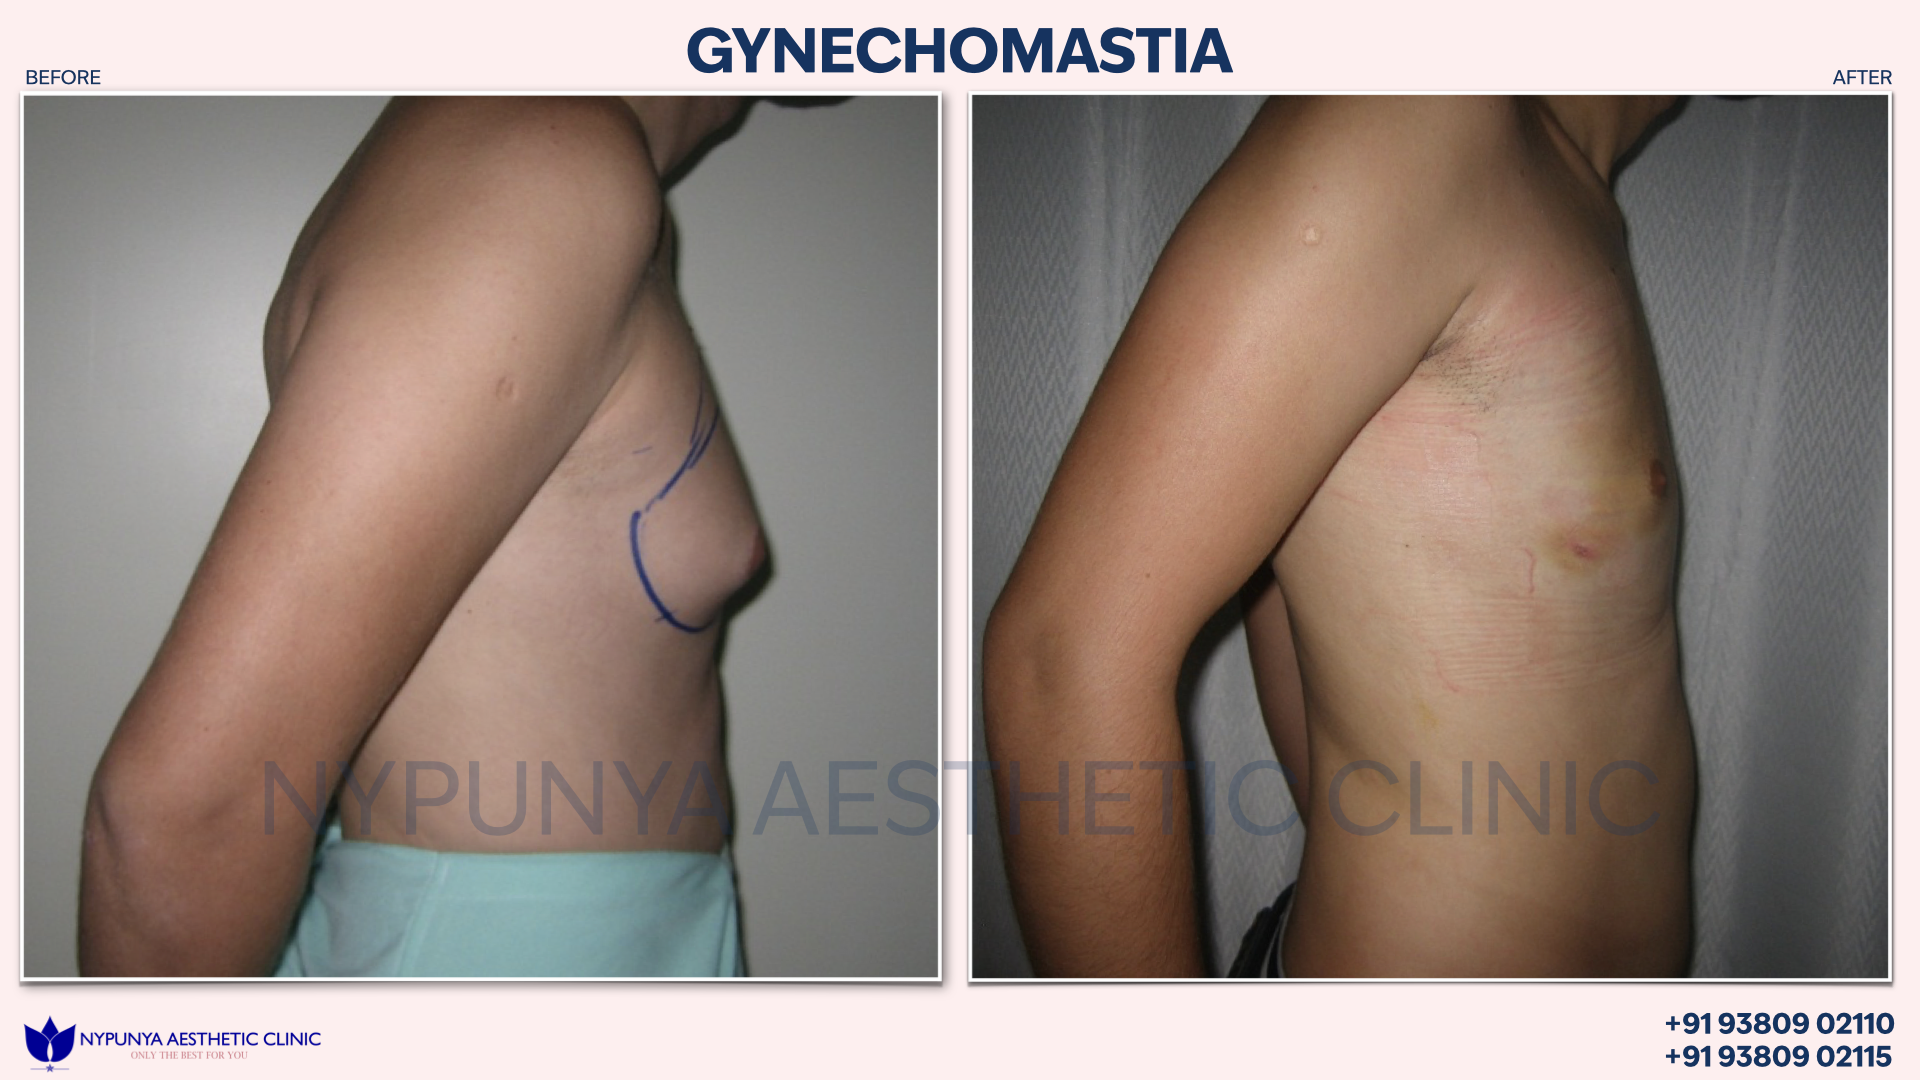 GYNECHOMASTIA
BEFORE
AFTER
NYPUNYA AESTHETIC CLINIC
NYPUNYA AESTHETIC CLINIC
ONLY THE BEST FOR YOU
+91 93809 02110
+91 93809 02115